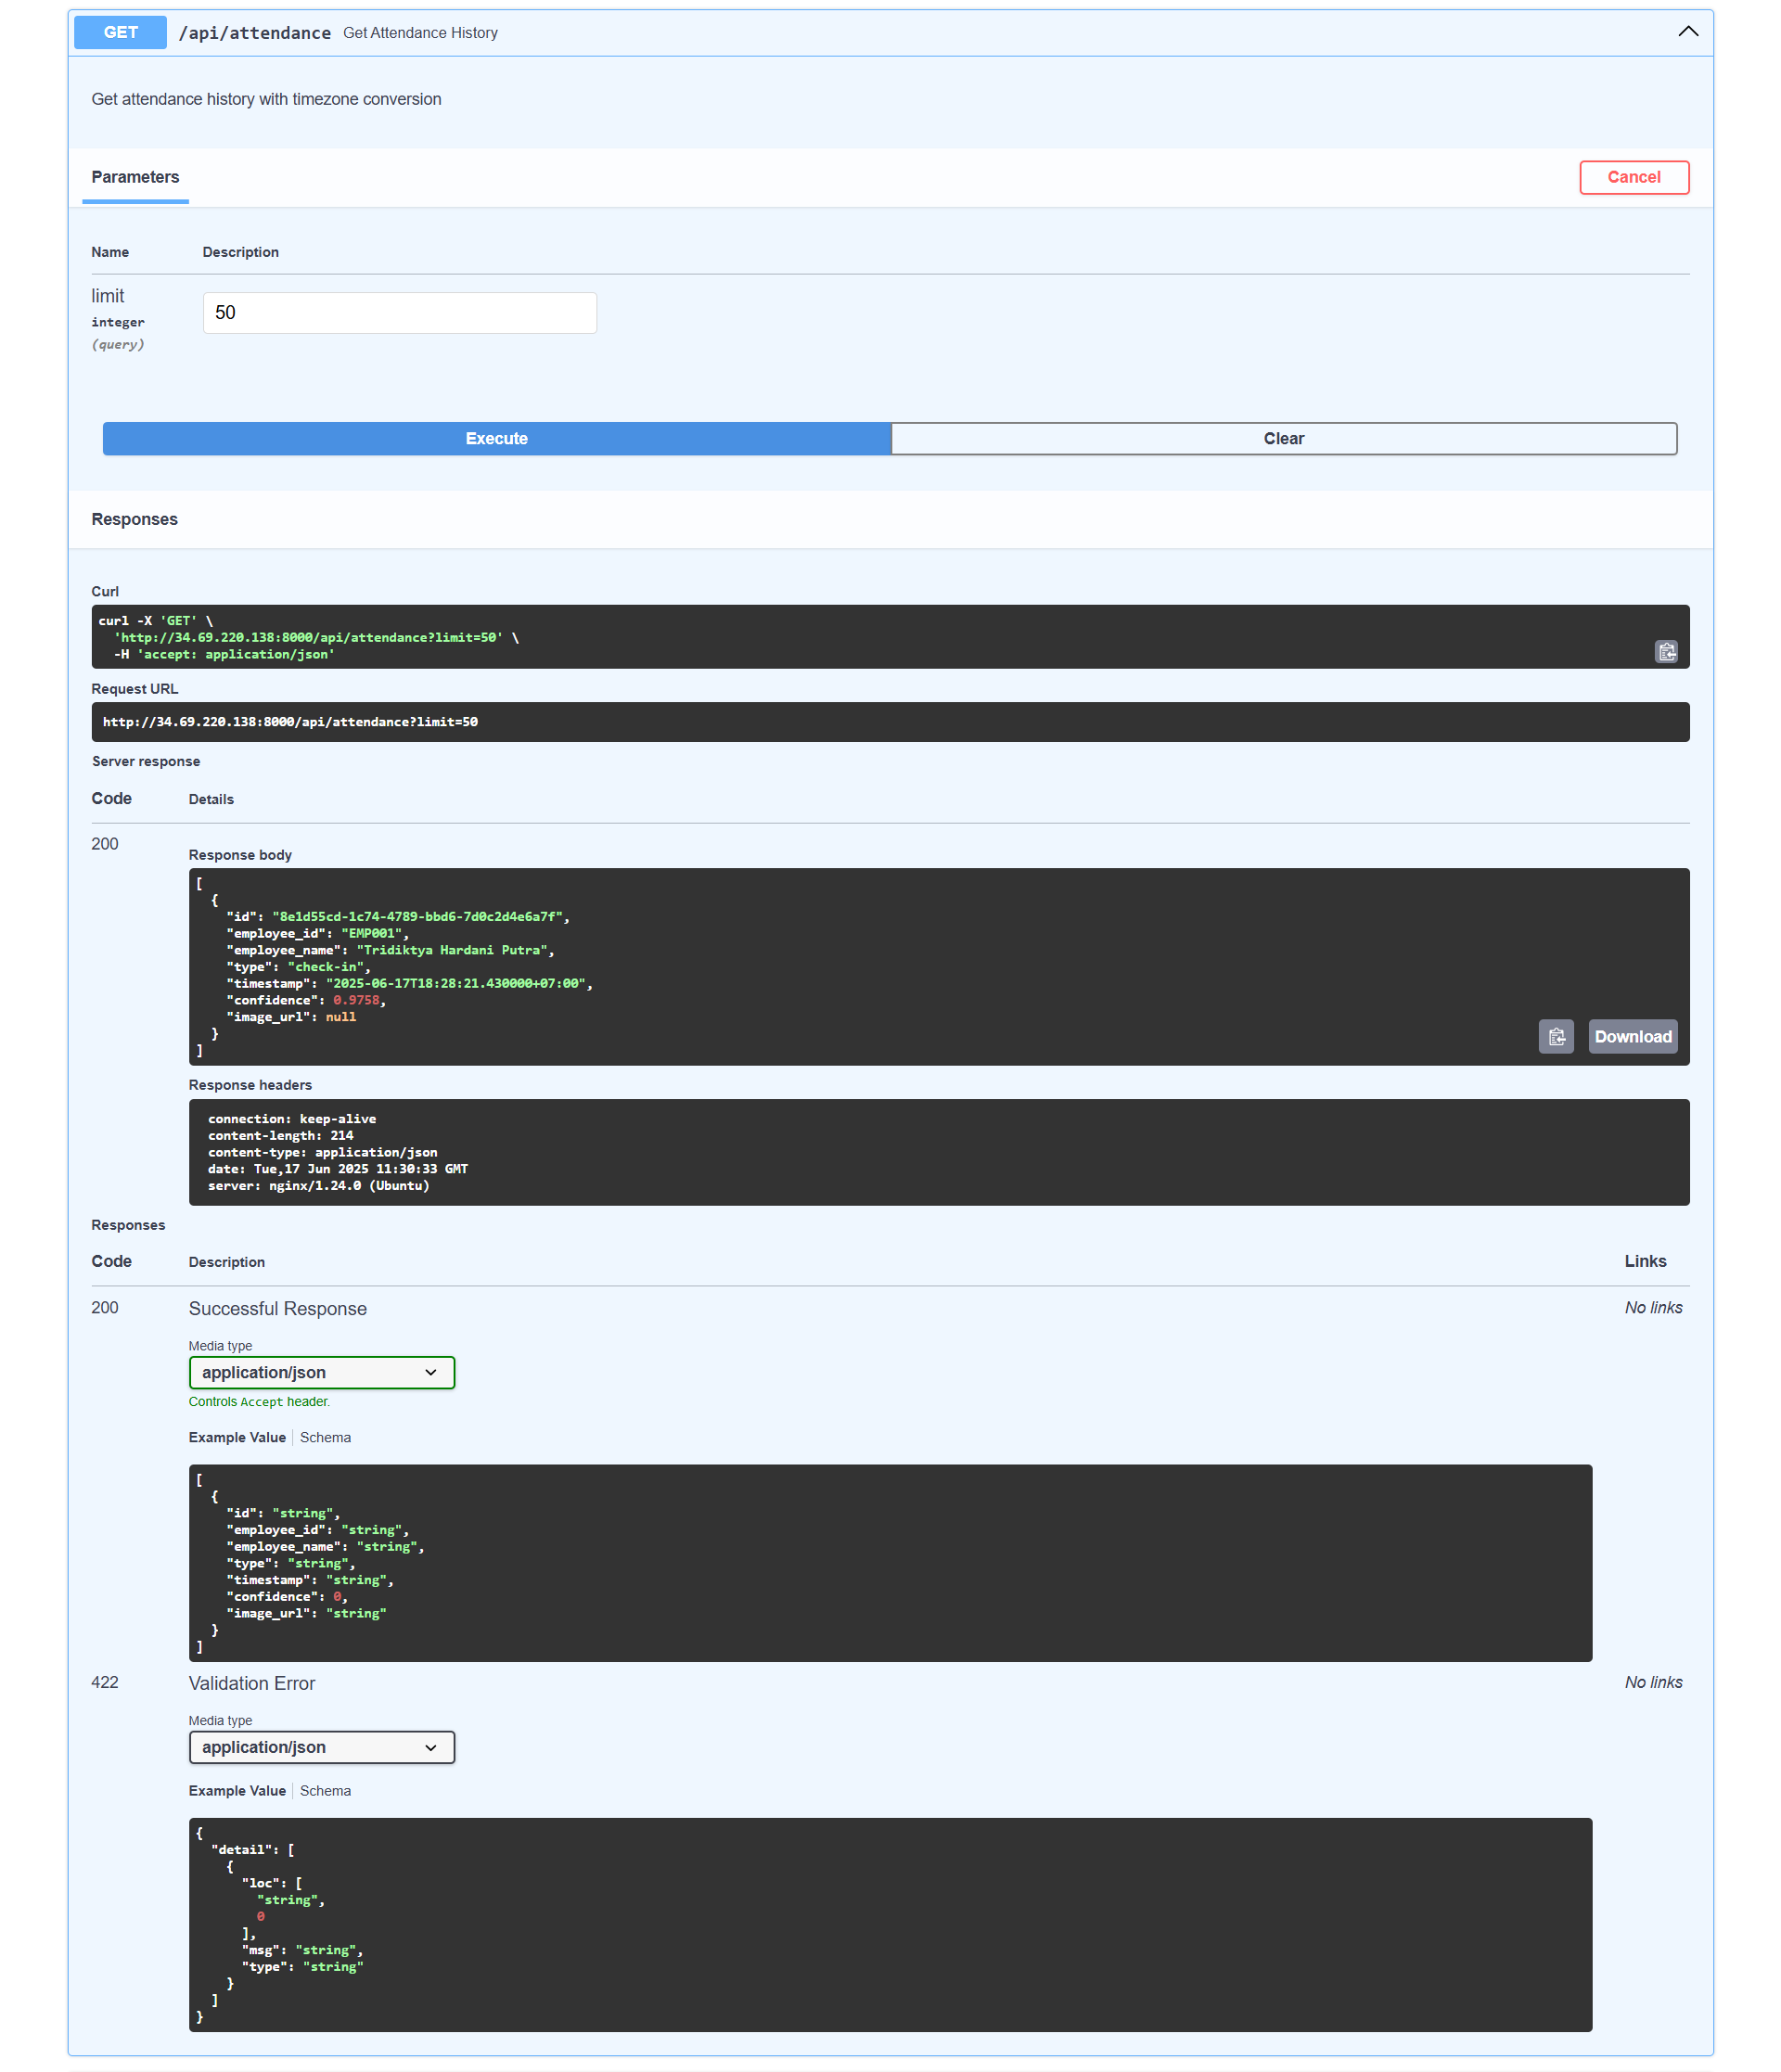 GET /api/attendance Get Attendance History
Get attendance history with timezone conversion
Parameters
Cancel
Name Description
limit
integer
(query)
50
Execute Clear
Responses
Curl
curl -X 'GET' \
  'http://34.69.220.138:8000/api/attendance?limit=50' \
  -H 'accept: application/json'
Request URL
http://34.69.220.138:8000/api/attendance?limit=50
Server response
Code Details
200
Response body
[
  {
    "id": "8e1d55cd-1c74-4789-bbd6-7d0c2d4e6a7f",
    "employee_id": "EMP001",
    "employee_name": "Tridiktya Hardani Putra",
    "type": "check-in",
    "timestamp": "2025-06-17T18:28:21.430000+07:00",
    "confidence": 0.9758,
    "image_url": null
  }
]
Download
Response headers
connection: keep-alive
content-length: 214
content-type: application/json
date: Tue,17 Jun 2025 11:30:33 GMT
server: nginx/1.24.0 (Ubuntu)
Responses
Code Description Links
200 Successful Response No links
Media type
application/json
Controls Accept header.
Example Value Schema
[
  {
    "id": "string",
    "employee_id": "string",
    "employee_name": "string",
    "type": "string",
    "timestamp": "string",
    "confidence": 0,
    "image_url": "string"
  }
]
422 Validation Error No links
Media type
application/json
Example Value Schema
{
  "detail": [
    {
      "loc": [
        "string",
        0
      ],
      "msg": "string",
      "type": "string"
    }
  ]
}